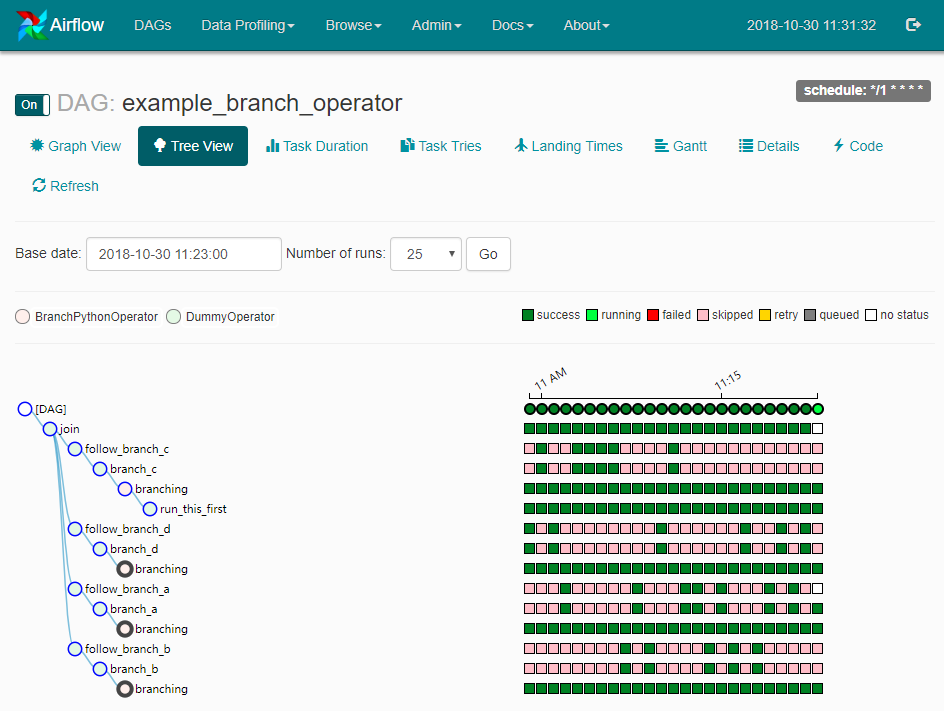 Airflow DAGs Data Profiling Browse Admin Docs About 2018-10-30 11:31:32
On DAG: example_branch_operator schedule: */1 * * * *
Graph View Tree View Task Duration Task Tries Landing Times Gantt Details Code
Refresh
Base date: 2018-10-30 11:23:00 Number of runs: 25 Go
BranchPythonOperator DummyOperator success running failed skipped retry queued no status
11 AM 11:15
[DAG]
join
follow_branch_c
branch_c
branching
run_this_first
follow_branch_d
branch_d
branching
follow_branch_a
branch_a
branching
follow_branch_b
branch_b
branching